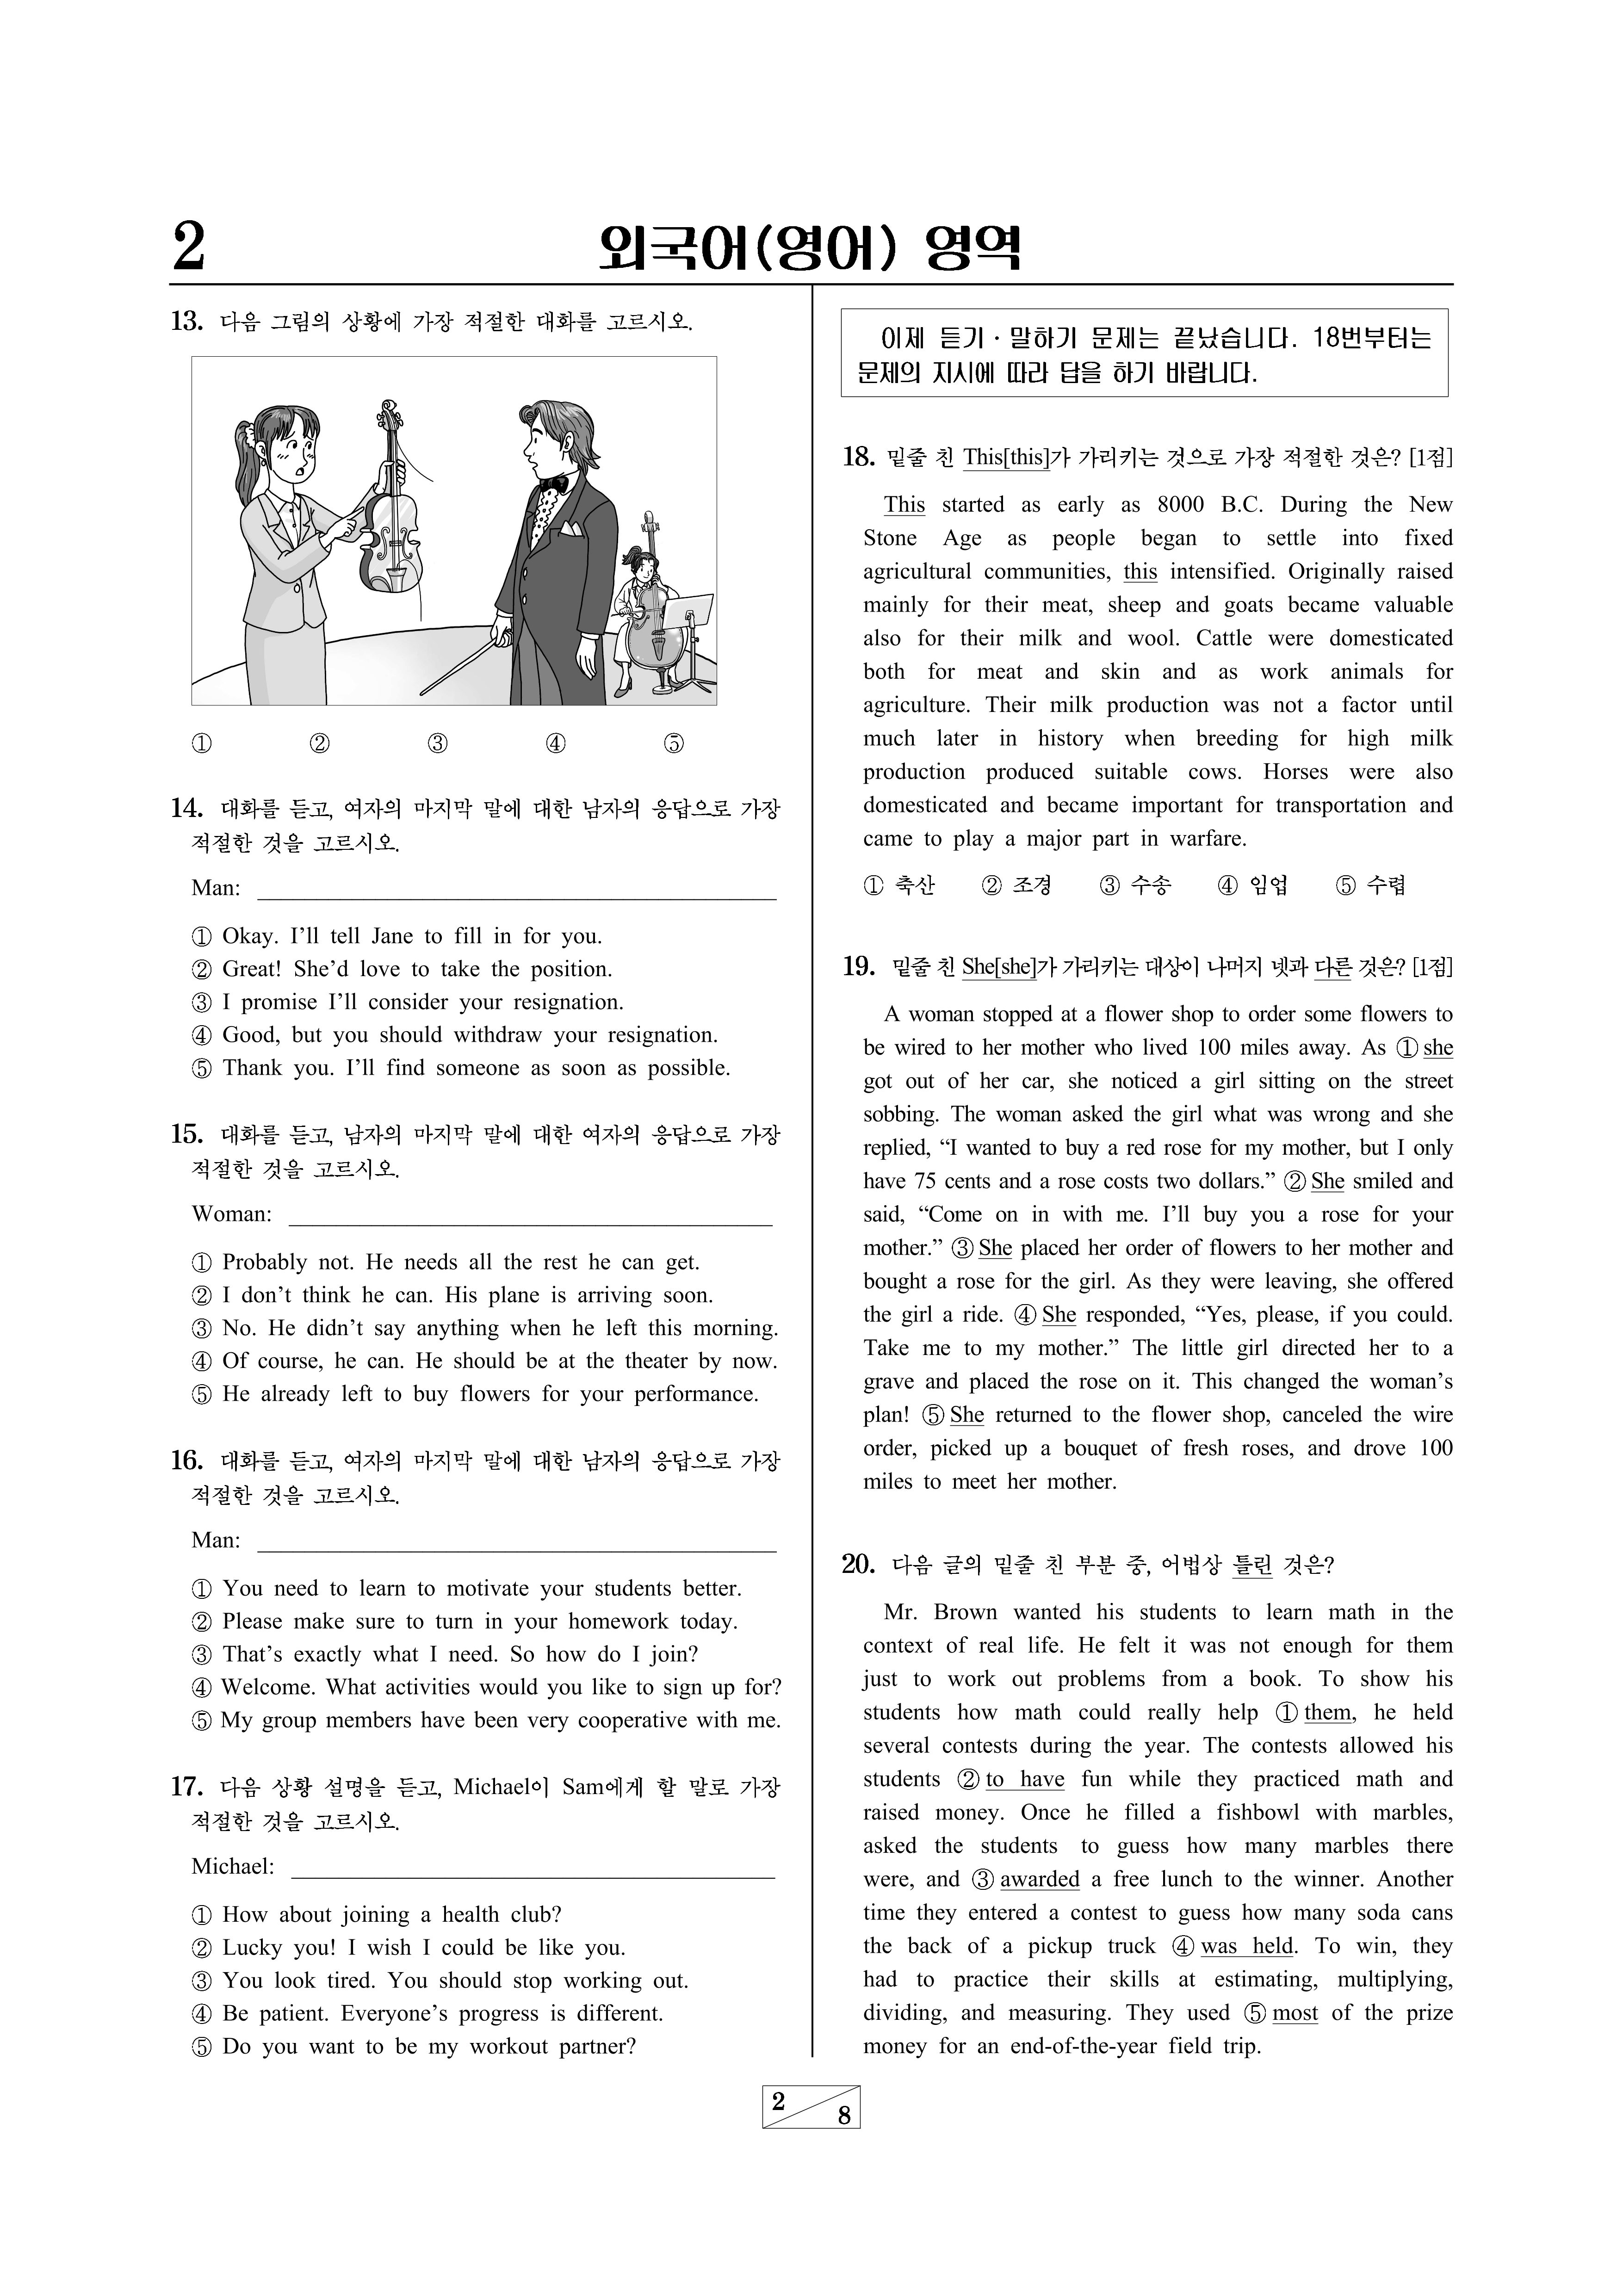 2
외국어(영어) 영역
13. 다음 그림의 상황에 가장 적절한 대화를 고르시오.
① ② ③ ④ ⑤
14. 대화를 듣고, 여자의 마지막 말에 대한 남자의 응답으로 가장
적절한 것을 고르시오.
Man:
① Okay. I’ll tell Jane to fill in for you.
② Great! She’d love to take the position.
③ I promise I’ll consider your resignation.
④ Good, but you should withdraw your resignation.
⑤ Thank you. I’ll find someone as soon as possible.
15. 대화를 듣고, 남자의 마지막 말에 대한 여자의 응답으로 가장
적절한 것을 고르시오.
Woman:
① Probably not. He needs all the rest he can get.
② I don’t think he can. His plane is arriving soon.
③ No. He didn’t say anything when he left this morning.
④ Of course, he can. He should be at the theater by now.
⑤ He already left to buy flowers for your performance.
16. 대화를 듣고, 여자의 마지막 말에 대한 남자의 응답으로 가장
적절한 것을 고르시오.
Man:
① You need to learn to motivate your students better.
② Please make sure to turn in your homework today.
③ That’s exactly what I need. So how do I join?
④ Welcome. What activities would you like to sign up for?
⑤ My group members have been very cooperative with me.
17. 다음 상황 설명을 듣고, Michael이 Sam에게 할 말로 가장
적절한 것을 고르시오.
Michael:
① How about joining a health club?
② Lucky you! I wish I could be like you.
③ You look tired. You should stop working out.
④ Be patient. Everyone’s progress is different.
⑤ Do you want to be my workout partner?
이제 듣기·말하기 문제는 끝났습니다. 18번부터는
문제의 지시에 따라 답을 하기 바랍니다.
18. 밑줄 친 This[this]가 가리키는 것으로 가장 적절한 것은? [1점]
This started as early as 8000 B.C. During the New
Stone Age as people began to settle into fixed
agricultural communities, this intensified. Originally raised
mainly for their meat, sheep and goats became valuable
also for their milk and wool. Cattle were domesticated
both for meat and skin and as work animals for
agriculture. Their milk production was not a factor until
much later in history when breeding for high milk
production produced suitable cows. Horses were also
domesticated and became important for transportation and
came to play a major part in warfare.
① 축산 ② 조경 ③ 수송 ④ 임업 ⑤ 수렵
19. 밑줄 친 She[she]가 가리키는 대상이 나머지 넷과 다른 것은? [1점]
A woman stopped at a flower shop to order some flowers to
be wired to her mother who lived 100 miles away. As ① she
got out of her car, she noticed a girl sitting on the street
sobbing. The woman asked the girl what was wrong and she
replied, “I wanted to buy a red rose for my mother, but I only
have 75 cents and a rose costs two dollars.” ② She smiled and
said, “Come on in with me. I’ll buy you a rose for your
mother.” ③ She placed her order of flowers to her mother and
bought a rose for the girl. As they were leaving, she offered
the girl a ride. ④ She responded, “Yes, please, if you could.
Take me to my mother.” The little girl directed her to a
grave and placed the rose on it. This changed the woman’s
plan! ⑤ She returned to the flower shop, canceled the wire
order, picked up a bouquet of fresh roses, and drove 100
miles to meet her mother.
20. 다음 글의 밑줄 친 부분 중, 어법상 틀린 것은?
Mr. Brown wanted his students to learn math in the
context of real life. He felt it was not enough for them
just to work out problems from a book. To show his
students how math could really help ① them, he held
several contests during the year. The contests allowed his
students ② to have fun while they practiced math and
raised money. Once he filled a fishbowl with marbles,
asked the students to guess how many marbles there
were, and ③ awarded a free lunch to the winner. Another
time they entered a contest to guess how many soda cans
the back of a pickup truck ④ was held. To win, they
had to practice their skills at estimating, multiplying,
dividing, and measuring. They used ⑤ most of the prize
money for an end-of-the-year field trip.
2
8